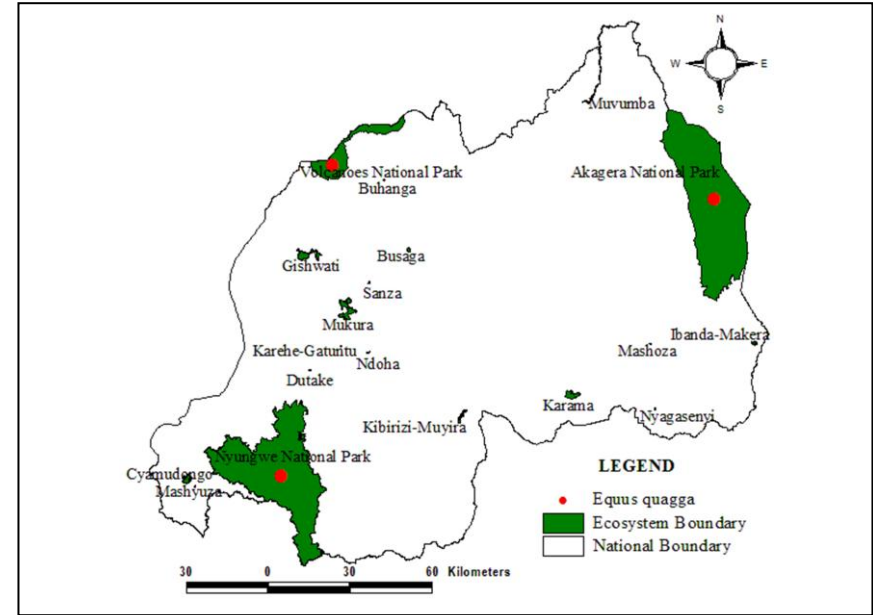 N
W E
S
Muvumba
Volcanoes National Park
Akagera National Park
Buhanga
Busaga
Gishwati
Sanza
Mukura
Ibanda-Makera
Karehe-Gaturitu
Mashoza
Ndoha
Dutake
Karama
Nyagasenyi
Kibirizi-Muyira
Nyungwe National Park
Cyamudongo
Mashyuza
LEGEND
Equus quagga
Ecosystem Boundary
National Boundary
30 0 30 60 Kilometers